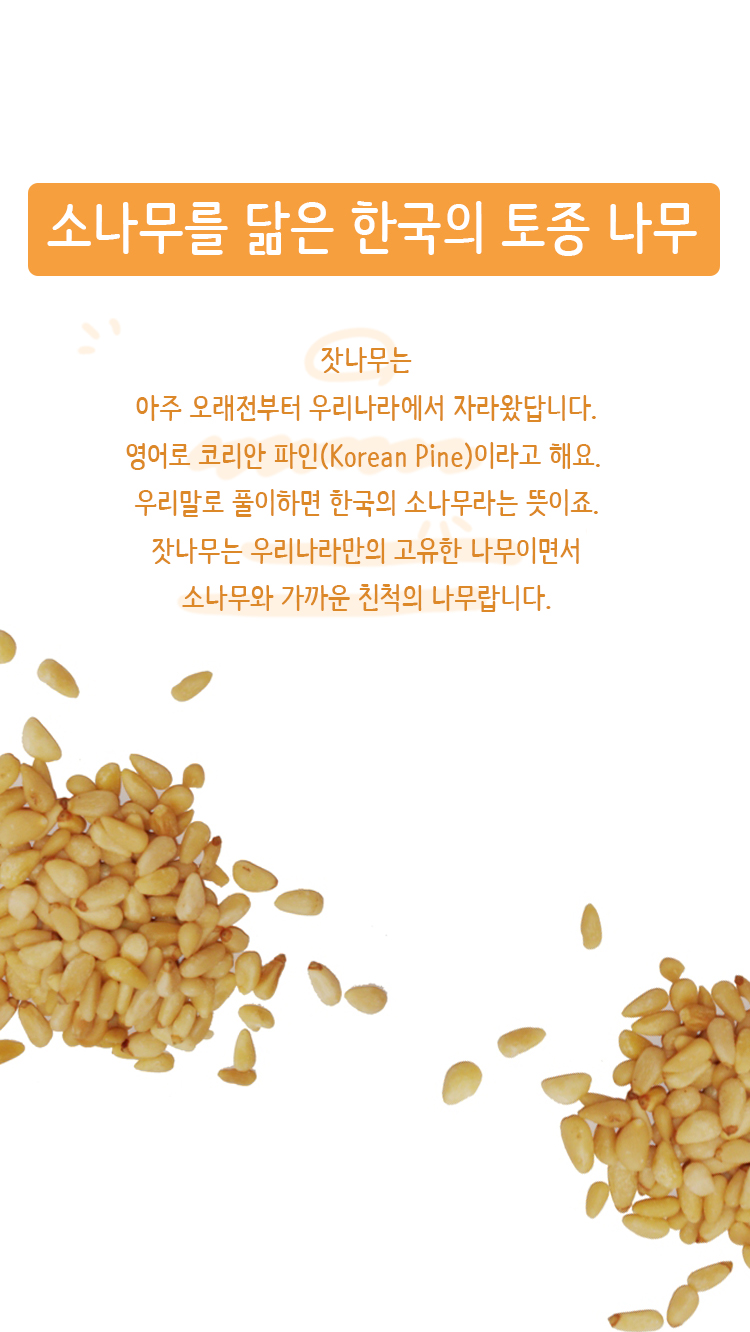 소나무를 닮은 한국의 토종 나무
잣나무는
아주 오래전부터 우리나라에서 자라왔답니다.
영어로 코리안 파인(Korean Pine)이라고 해요.
우리말로 풀이하면 한국의 소나무라는 뜻이죠.
잣나무는 우리나라만의 고유한 나무이면서
소나무와 가까운 친척의 나무랍니다.